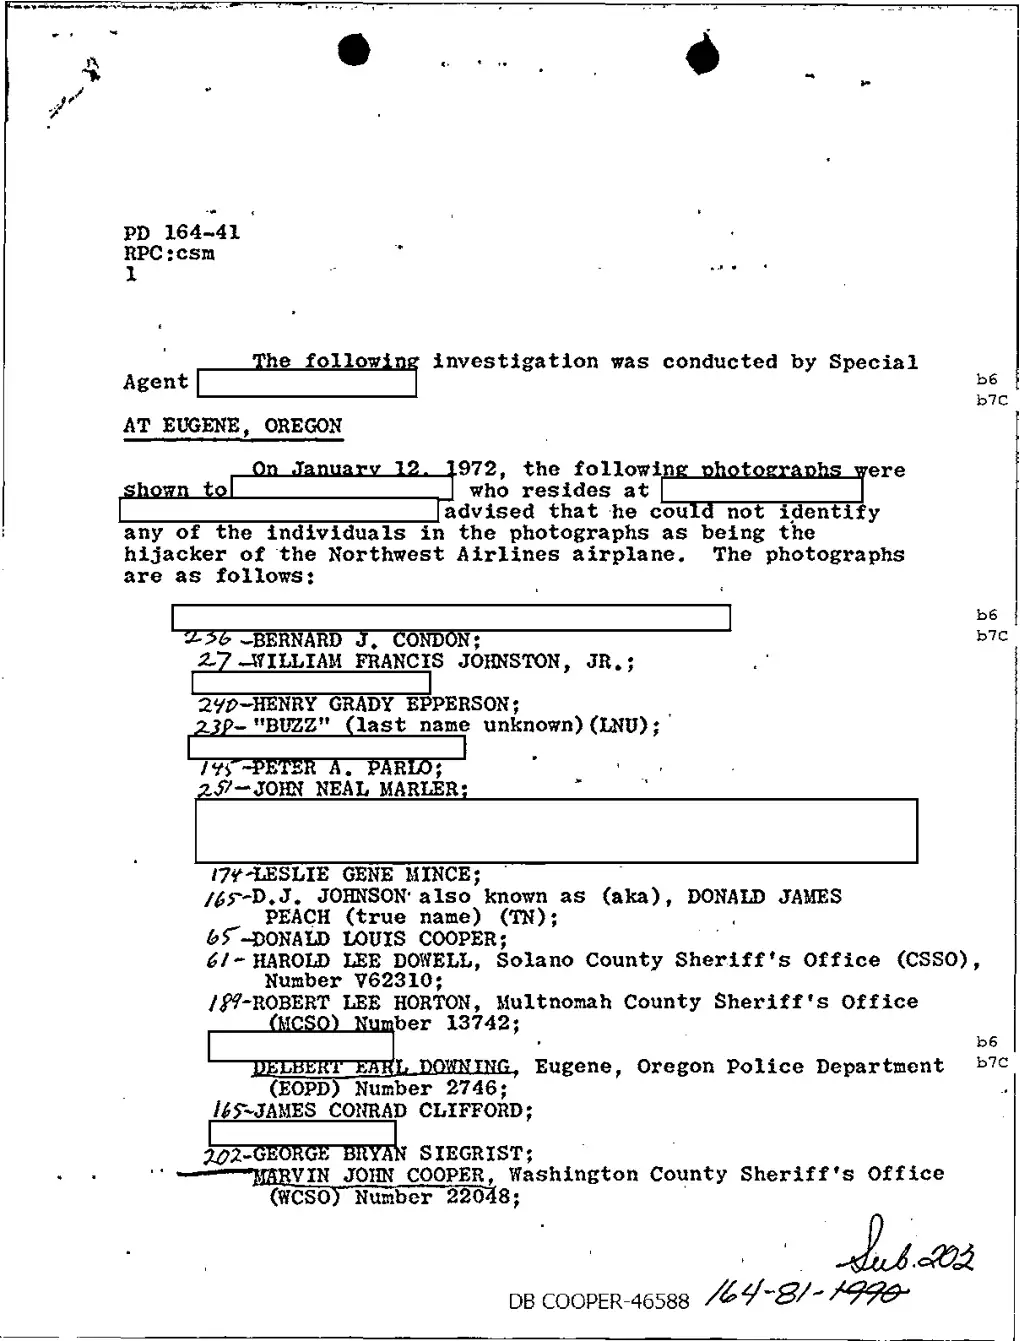 PD 164-41
RPC:csm
1
The following investigation was conducted by Special
Agent
b6
b7C
AT EUGENE, OREGON
On January 12, 1972, the following photographs were
shown to who resides at
advised that he could not identify
any of the individuals in the photographs as being the
hijacker of the Northwest Airlines airplane. The photographs
are as follows:
b6
b7C
236-BERNARD J. CONDON;
27-WILLIAM FRANCIS JOHNSTON, JR.;
240-HENRY GRADY EPPERSON;
"BUZZ" (last name unknown)(LNU);
145-PETER A. PARLO;
251-JOHN NEAL MARLER;
174-LESLIE GENE MINCE;
165-D.J. JOHNSON also known as (aka), DONALD JAMES
PEACH (true name) (TN);
65-DONALD LOUIS COOPER;
61-HAROLD LEE DOWELL, Solano County Sheriff's Office (CSSO),
Number V62310;
189-ROBERT LEE HORTON, Multnomah County Sheriff's Office
(MCSO) Number 13742;
b6
b7C
DELBERT EARL DOWNING, Eugene, Oregon Police Department
(EOPD) Number 2746;
165-JAMES CONRAD CLIFFORD;
202-GEORGE BRYAN SIEGRIST;
MARVIN JOHN COOPER, Washington County Sheriff's Office
(WCSO) Number 22048;
Sub.202
DB COOPER-46588 164-81-1990